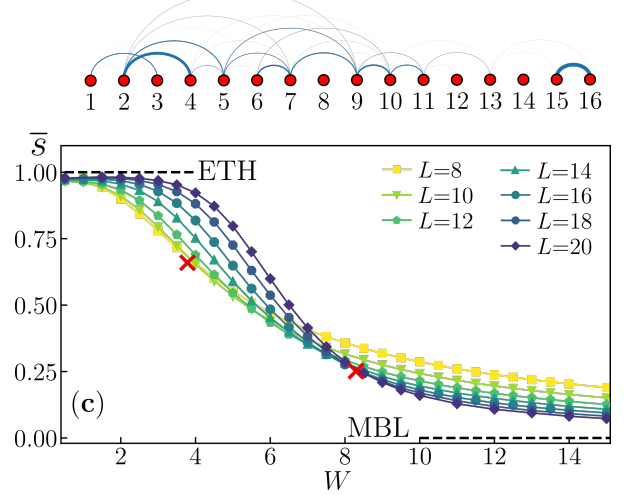 1 2 3 4 5 6 7 8 9 10 11 12 13 14 15 16
s̅
1.00 ETH
0.75
0.50
0.25
0.00
L=8 L=14
L=10 L=16
L=12 L=18
L=20
(c)
MBL
2 4 6 8 10 12 14
W